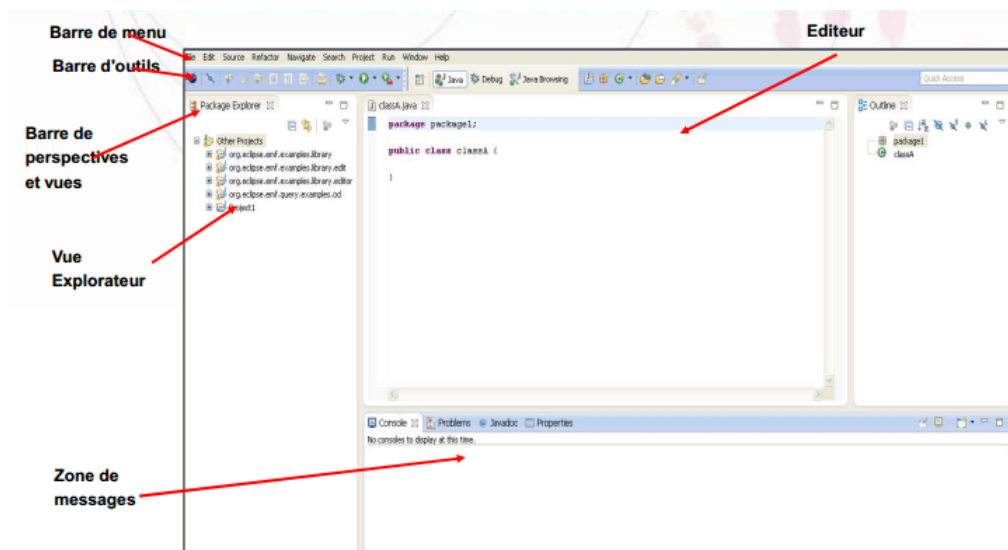 Barre de menu
Editeur
File Edit Source Refactor Navigate Search Project Run Window Help
Barre d'outils
Java Debug Java Browsing
Quick Access
Package Explorer
classA.java
Outline
Barre de
perspectives
et vues
Other Projects
org.eclipse.emf.examples.library
org.eclipse.emf.examples.library.edit
org.eclipse.emf.examples.library.editor
org.eclipse.emf.query.examples.ocl
Project1
package package1;
public class classA {
}
package1
classA
Vue
Explorateur
Console Problems Javadoc Properties
No consoles to display at this time.
Zone de
messages